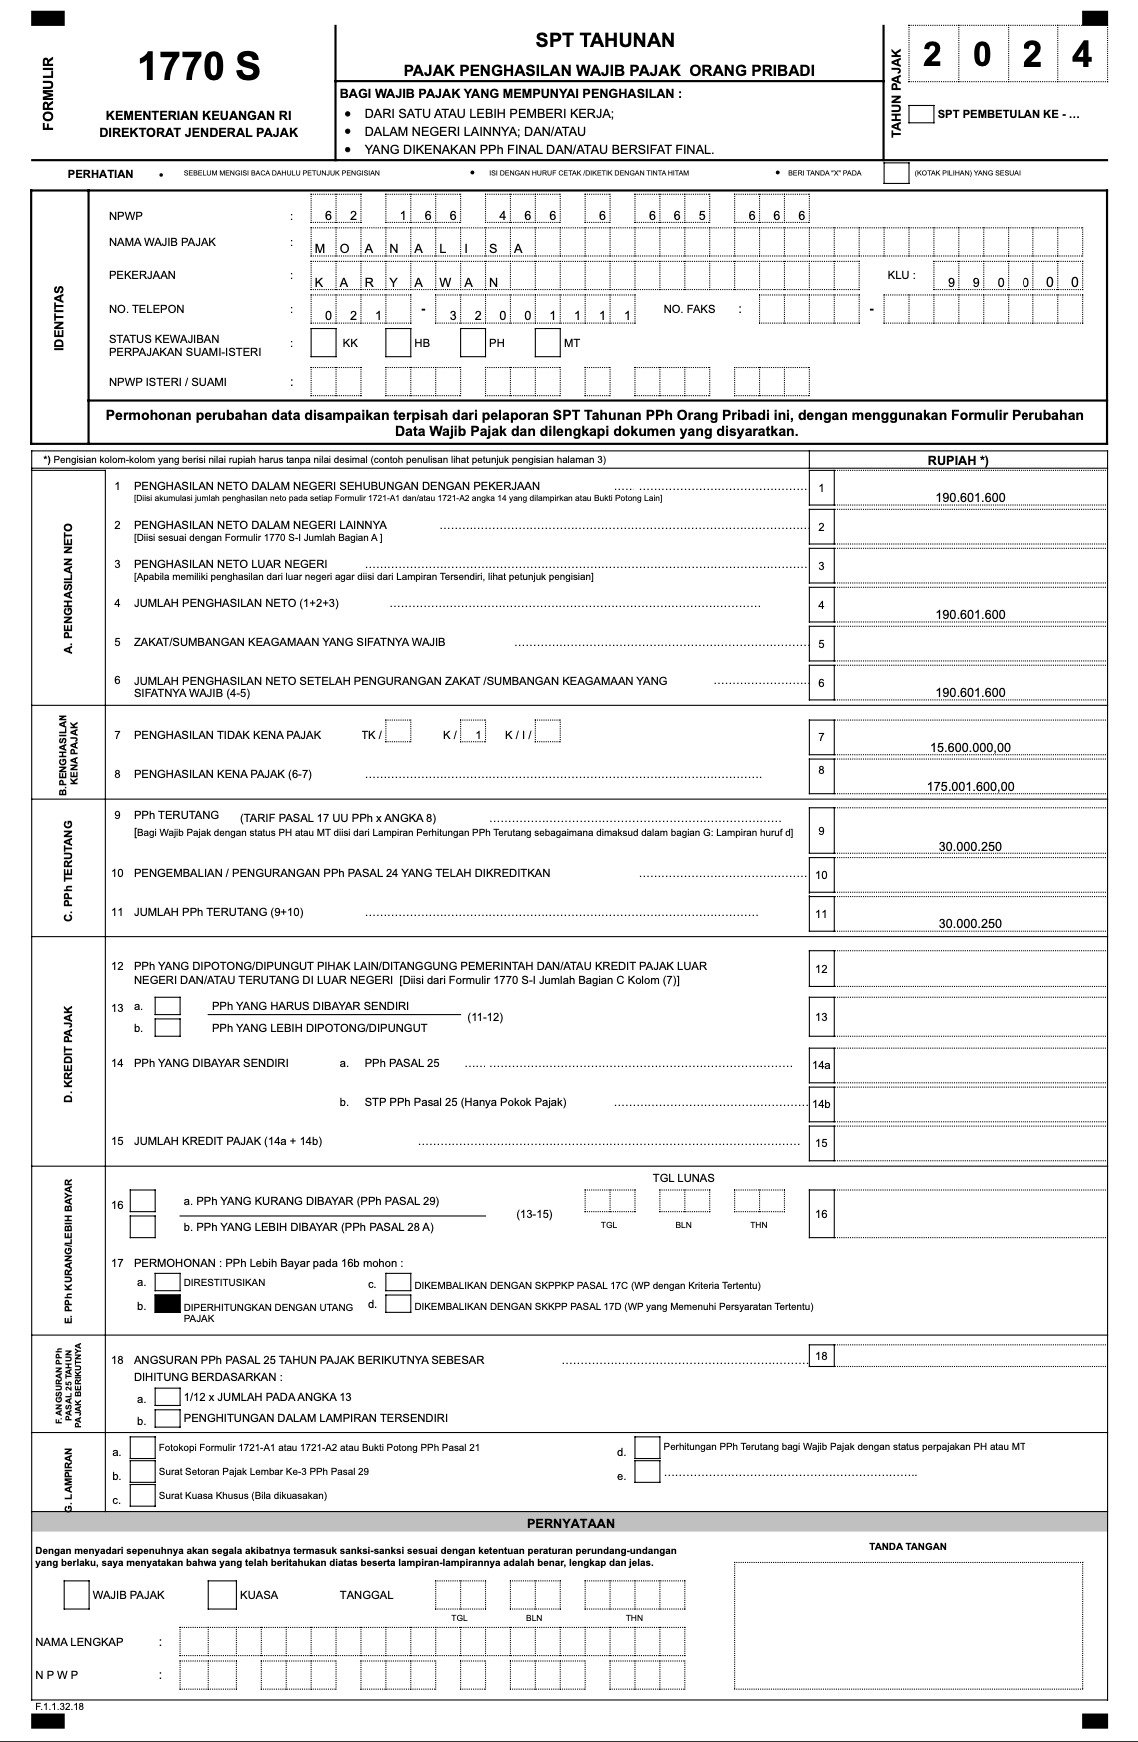 FORMULIR
1770 S
KEMENTERIAN KEUANGAN RI
DIREKTORAT JENDERAL PAJAK
SPT TAHUNAN
PAJAK PENGHASILAN WAJIB PAJAK ORANG PRIBADI
BAGI WAJIB PAJAK YANG MEMPUNYAI PENGHASILAN :
• DARI SATU ATAU LEBIH PEMBERI KERJA;
• DALAM NEGERI LAINNYA; DAN/ATAU
• YANG DIKENAKAN PPh FINAL DAN/ATAU BERSIFAT FINAL.
TAHUN PAJAK
2 0 2 4
SPT PEMBETULAN KE - ...
PERHATIAN • SEBELUM MENGISI BACA DAHULU PETUNJUK PENGISIAN • ISI DENGAN HURUF CETAK /DIKETIK DENGAN TINTA HITAM • BERI TANDA "X" PADA (KOTAK PILIHAN) YANG SESUAI
IDENTITAS
NPWP : 6 2 1 6 6 4 6 6 6 6 6 5 6 6 6
NAMA WAJIB PAJAK : M O A N A L I S A
PEKERJAAN : K A R Y A W A N KLU : 9 9 0 0 0 0
NO. TELEPON : 0 2 1 - 3 2 0 0 1 1 1 1 NO. FAKS : -
STATUS KEWAJIBAN PERPAJAKAN SUAMI-ISTERI : KK HB PH MT
NPWP ISTERI / SUAMI :
Permohonan perubahan data disampaikan terpisah dari pelaporan SPT Tahunan PPh Orang Pribadi ini, dengan menggunakan Formulir Perubahan
Data Wajib Pajak dan dilengkapi dokumen yang disyaratkan.
*) Pengisian kolom-kolom yang berisi nilai rupiah harus tanpa nilai desimal (contoh penulisan lihat petunjuk pengisian halaman 3) RUPIAH *)
A. PENGHASILAN NETO
1 PENGHASILAN NETO DALAM NEGERI SEHUBUNGAN DENGAN PEKERJAAN 1 190.601.600
[Diisi akumulasi jumlah penghasilan neto pada setiap Formulir 1721-A1 dan/atau 1721-A2 angka 14 yang dilampirkan atau Bukti Potong Lain]
2 PENGHASILAN NETO DALAM NEGERI LAINNYA 2
[Diisi sesuai dengan Formulir 1770 S-I Jumlah Bagian A ]
3 PENGHASILAN NETO LUAR NEGERI 3
[Apabila memiliki penghasilan dari luar negeri agar diisi dari Lampiran Tersendiri, lihat petunjuk pengisian]
4 JUMLAH PENGHASILAN NETO (1+2+3) 4 190.601.600
5 ZAKAT/SUMBANGAN KEAGAMAAN YANG SIFATNYA WAJIB 5
6 JUMLAH PENGHASILAN NETO SETELAH PENGURANGAN ZAKAT /SUMBANGAN KEAGAMAAN YANG
SIFATNYA WAJIB (4-5) 6 190.601.600
B.PENGHASILAN KENA PAJAK
7 PENGHASILAN TIDAK KENA PAJAK TK / K / 1 K / I / 7 15.600.000,00
8 PENGHASILAN KENA PAJAK (6-7) 8 175.001.600,00
C. PPh TERUTANG
9 PPh TERUTANG (TARIF PASAL 17 UU PPh x ANGKA 8) 9 30.000.250
[Bagi Wajib Pajak dengan status PH atau MT diisi dari Lampiran Perhitungan PPh Terutang sebagaimana dimaksud dalam bagian G: Lampiran huruf d]
10 PENGEMBALIAN / PENGURANGAN PPh PASAL 24 YANG TELAH DIKREDITKAN 10
11 JUMLAH PPh TERUTANG (9+10) 11 30.000.250
D. KREDIT PAJAK
12 PPh YANG DIPOTONG/DIPUNGUT PIHAK LAIN/DITANGGUNG PEMERINTAH DAN/ATAU KREDIT PAJAK LUAR
NEGERI DAN/ATAU TERUTANG DI LUAR NEGERI [Diisi dari Formulir 1770 S-I Jumlah Bagian C Kolom (7)] 12
13 a. PPh YANG HARUS DIBAYAR SENDIRI
b. PPh YANG LEBIH DIPOTONG/DIPUNGUT (11-12) 13
14 PPh YANG DIBAYAR SENDIRI a. PPh PASAL 25 14a
b. STP PPh Pasal 25 (Hanya Pokok Pajak) 14b
15 JUMLAH KREDIT PAJAK (14a + 14b) 15
E. PPh KURANG/LEBIH BAYAR
TGL LUNAS
16 a. PPh YANG KURANG DIBAYAR (PPh PASAL 29)
b. PPh YANG LEBIH DIBAYAR (PPh PASAL 28 A) (13-15) TGL BLN THN 16
17 PERMOHONAN : PPh Lebih Bayar pada 16b mohon :
a. DIRESTITUSIKAN c. DIKEMBALIKAN DENGAN SKPPKP PASAL 17C (WP dengan Kriteria Tertentu)
b. DIPERHITUNGKAN DENGAN UTANG PAJAK d. DIKEMBALIKAN DENGAN SKKPP PASAL 17D (WP yang Memenuhi Persyaratan Tertentu)
F. ANGSURAN PPh PASAL 25 TAHUN PAJAK BERIKUTNYA
18 ANGSURAN PPh PASAL 25 TAHUN PAJAK BERIKUTNYA SEBESAR 18
DIHITUNG BERDASARKAN :
a. 1/12 x JUMLAH PADA ANGKA 13
b. PENGHITUNGAN DALAM LAMPIRAN TERSENDIRI
G. LAMPIRAN
a. Fotokopi Formulir 1721-A1 atau 1721-A2 atau Bukti Potong PPh Pasal 21 d. Perhitungan PPh Terutang bagi Wajib Pajak dengan status perpajakan PH atau MT
b. Surat Setoran Pajak Lembar Ke-3 PPh Pasal 29 e. ..........
c. Surat Kuasa Khusus (Bila dikuasakan)
PERNYATAAN
Dengan menyadari sepenuhnya akan segala akibatnya termasuk sanksi-sanksi sesuai dengan ketentuan peraturan perundang-undangan
yang berlaku, saya menyatakan bahwa yang telah beritahukan diatas beserta lampiran-lampirannya adalah benar, lengkap dan jelas.
TANDA TANGAN
WAJIB PAJAK KUASA TANGGAL
TGL BLN THN
NAMA LENGKAP :
N P W P :
F.1.1.32.18